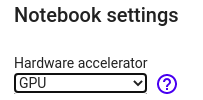 Notebook settings
Hardware accelerator
GPU
?